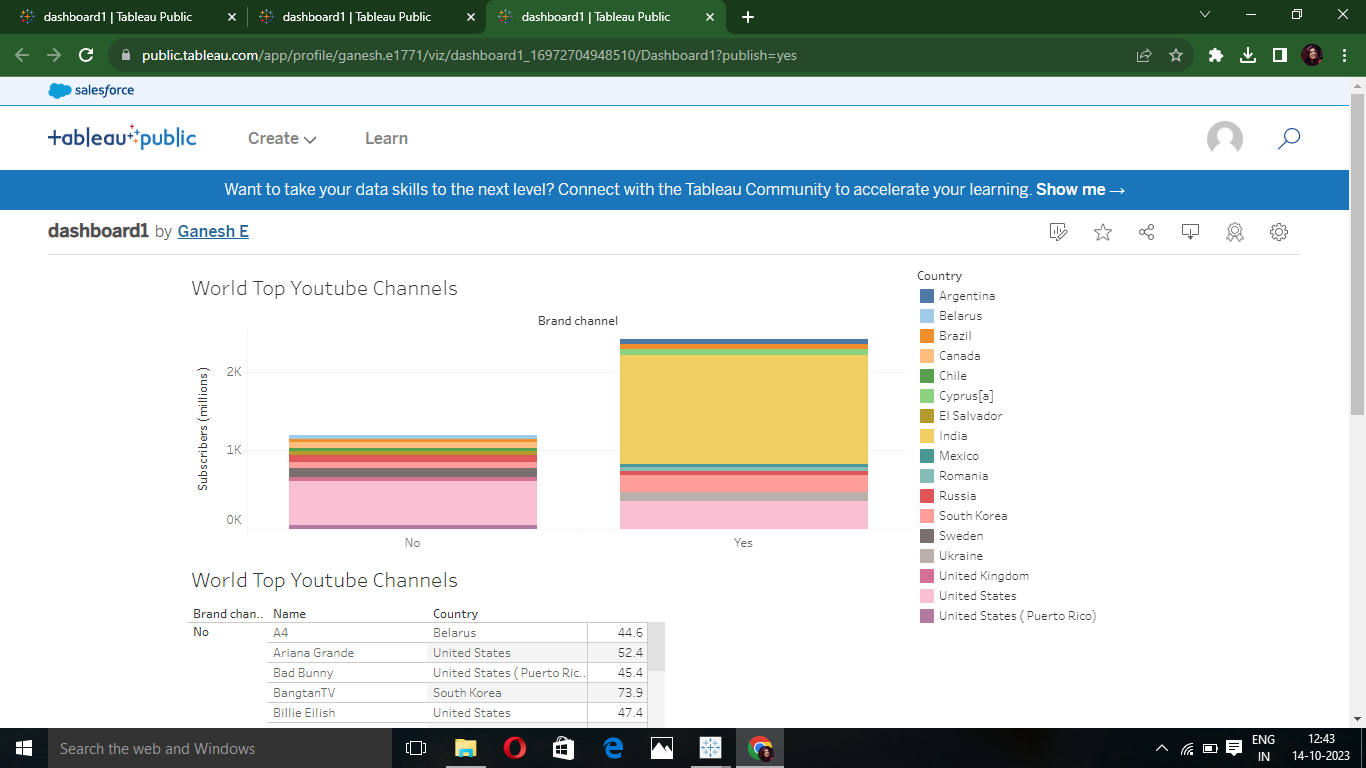 dashboard1 | Tableau Public
dashboard1 | Tableau Public
dashboard1 | Tableau Public
public.tableau.com/app/profile/ganesh.e1771/viz/dashboard1_16972704948510/Dashboard1?publish=yes
salesforce
+ableau public
Create
Learn
Want to take your data skills to the next level? Connect with the Tableau Community to accelerate your learning. Show me →
dashboard1 by Ganesh E
World Top Youtube Channels
Brand channel
Subscribers (millions)
2K
1K
0K
No
Yes
Country
Argentina
Belarus
Brazil
Canada
Chile
Cyprus[a]
El Salvador
India
Mexico
Romania
Russia
South Korea
Sweden
Ukraine
United Kingdom
United States
United States ( Puerto Rico)
World Top Youtube Channels
Brand chan.. Name Country
No A4 Belarus 44.6
Ariana Grande United States 52.4
Bad Bunny United States ( Puerto Ric.. 45.4
BangtanTV South Korea 73.9
Billie Eilish United States 47.4
Search the web and Windows
ENG
IN
12:43
14-10-2023